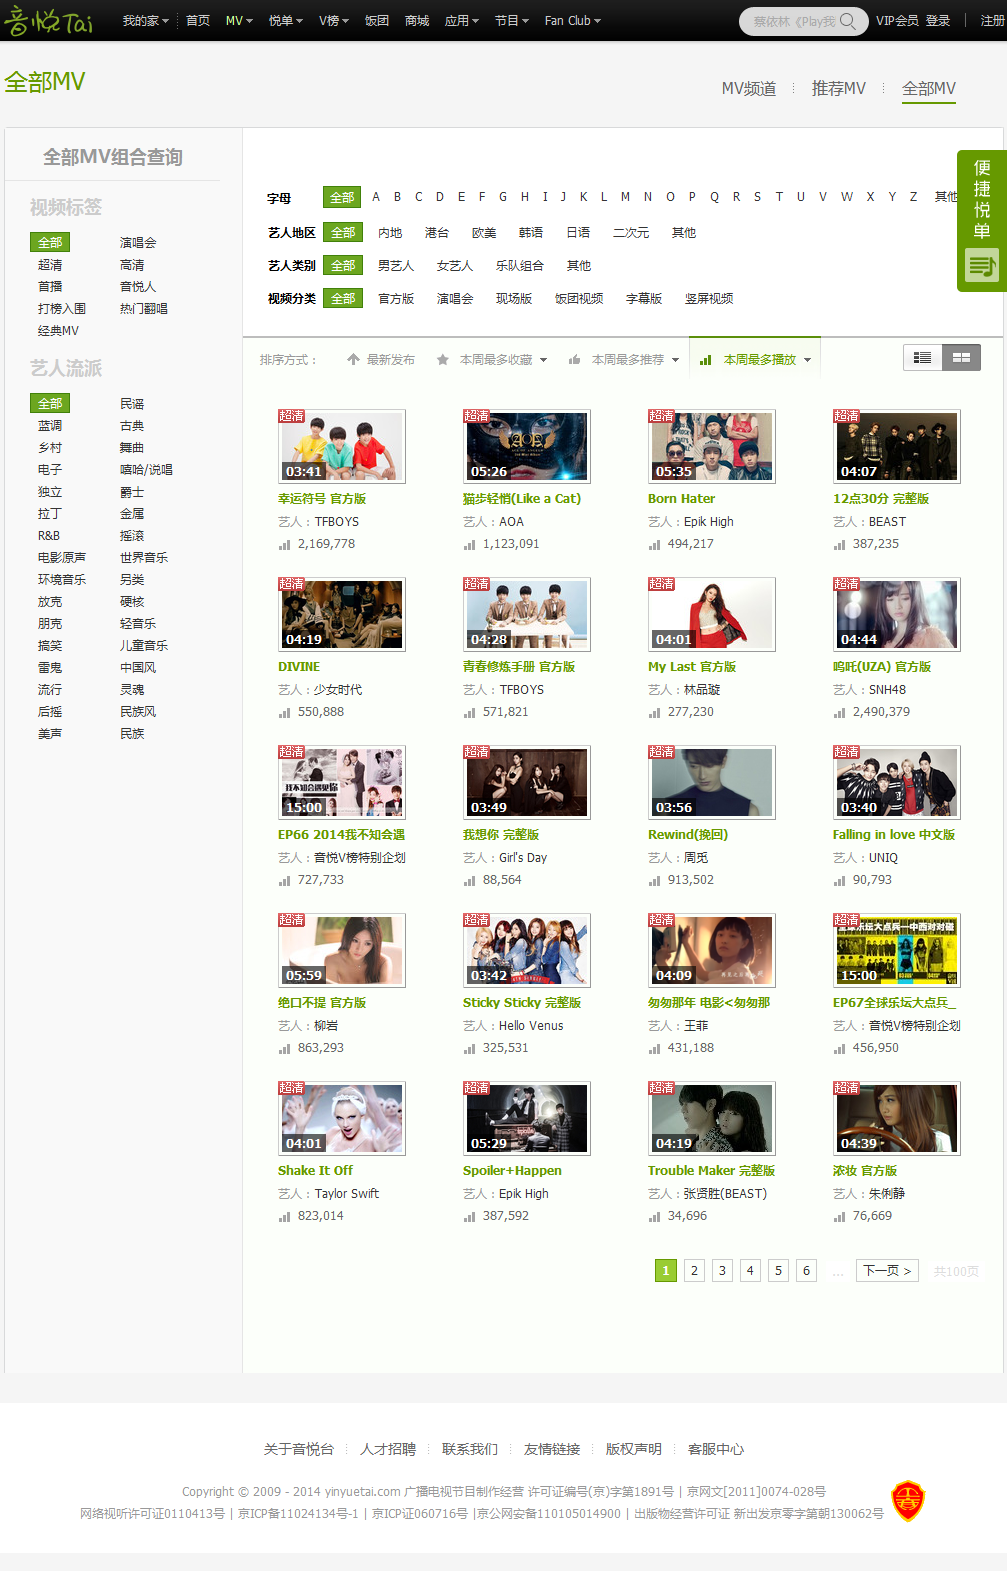 音悦Tai 我的家 首页 MV 悦单 V榜 饭团 商城 应用 节目 Fan Club 蔡依林《Play我 VIP会员 登录 注册
全部MV
MV频道 推荐MV 全部MV
全部MV组合查询
视频标签
全部 演唱会
超清 高清
首播 音悦人
打榜入围 热门翻唱
经典MV
艺人流派
全部 民谣
蓝调 古典
乡村 舞曲
电子 嘻哈/说唱
独立 爵士
拉丁 金属
R&B 摇滚
电影原声 世界音乐
环境音乐 另类
放克 硬核
朋克 轻音乐
搞笑 儿童音乐
雷鬼 中国风
流行 灵魂
后摇 民族风
美声 民族
字母 全部 A B C D E F G H I J K L M N O P Q R S T U V W X Y Z 其他
艺人地区 全部 内地 港台 欧美 韩语 日语 二次元 其他
艺人类别 全部 男艺人 女艺人 乐队组合 其他
视频分类 全部 官方版 演唱会 现场版 饭团视频 字幕版 竖屏视频
便捷悦单
排序方式： 最新发布 本周最多收藏 本周最多推荐 本周最多播放
超清 超清 超清 超清
AOA
03:41 05:26 05:35 04:07
幸运符号 官方版 猫步轻悄(Like a Cat) Born Hater 12点30分 完整版
艺人：TFBOYS 艺人：AOA 艺人：Epik High 艺人：BEAST
2,169,778 1,123,091 494,217 387,235
超清 超清 超清 超清
04:19 04:28 04:01 04:44
DIVINE 青春修炼手册 官方版 My Last 官方版 呜吒(UZA) 官方版
艺人：少女时代 艺人：TFBOYS 艺人：林品璇 艺人：SNH48
550,888 571,821 277,230 2,490,379
超清 超清 超清 超清
我不知会遇见你
15:00 03:49 03:56 03:40
EP66 2014我不知会遇 我想你 完整版 Rewind(挽回) Falling in love 中文版
艺人：音悦V榜特别企划 艺人：Girl's Day 艺人：周觅 艺人：UNIQ
727,733 88,564 913,502 90,793
超清 超清 超清 超清
全球乐坛大点兵—中西对对碰
05:59 03:42 04:09 15:00
绝口不提 官方版 Sticky Sticky 完整版 匆匆那年 电影<匆匆那 EP67全球乐坛大点兵_
艺人：柳岩 艺人：Hello Venus 艺人：王菲 艺人：音悦V榜特别企划
863,293 325,531 431,188 456,950
超清 超清 超清 超清
04:01 05:29 04:19 04:39
Shake It Off Spoiler+Happen Trouble Maker 完整版 浓妆 官方版
艺人：Taylor Swift 艺人：Epik High 艺人：张贤胜(BEAST) 艺人：朱俐静
823,014 387,592 34,696 76,669
1 2 3 4 5 6 ... 下一页 > 共100页
关于音悦台 人才招聘 联系我们 友情链接 版权声明 客服中心
Copyright © 2009 - 2014 yinyuetai.com 广播电视节目制作经营 许可证编号(京)字第1891号 | 京网文[2011]0074-028号
网络视听许可证0110413号 | 京ICP备11024134号-1 | 京ICP证060716号 |京公网安备110105014900 | 出版物经营许可证 新出发京零字第朝130062号